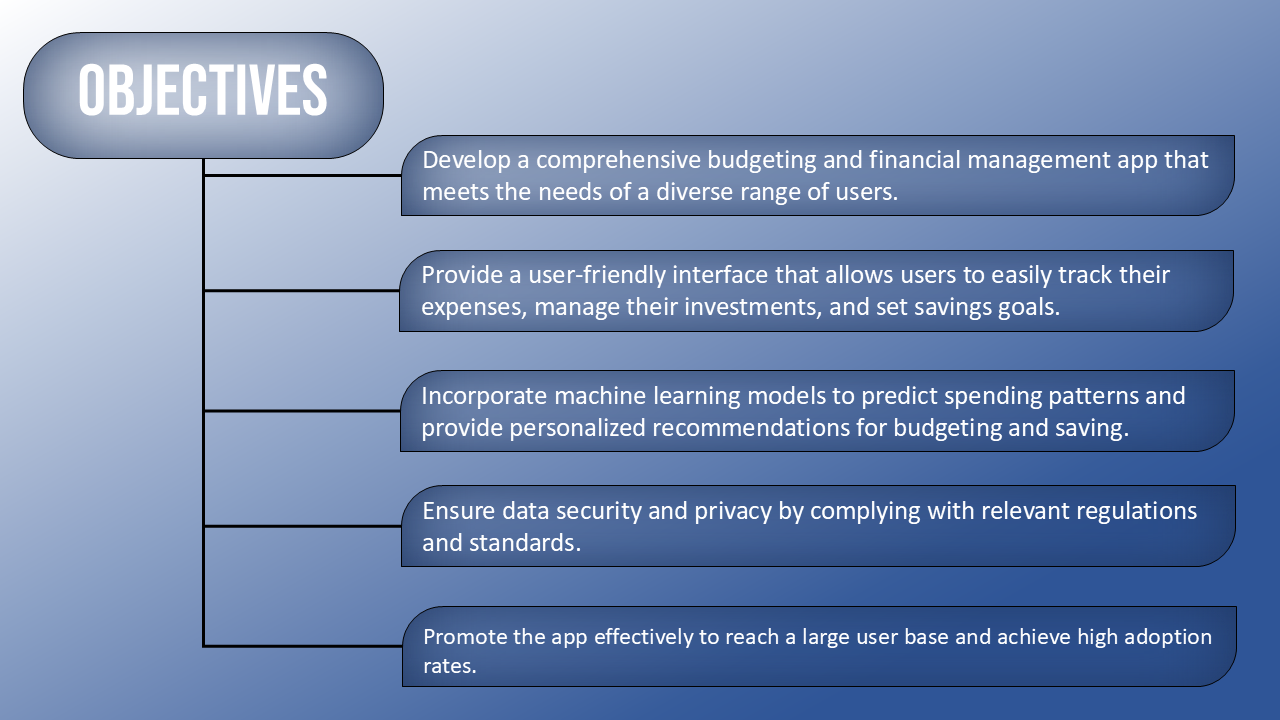 OBJECTIVES
Develop a comprehensive budgeting and financial management app that
meets the needs of a diverse range of users.
Provide a user-friendly interface that allows users to easily track their
expenses, manage their investments, and set savings goals.
Incorporate machine learning models to predict spending patterns and
provide personalized recommendations for budgeting and saving.
Ensure data security and privacy by complying with relevant regulations
and standards.
Promote the app effectively to reach a large user base and achieve high adoption
rates.